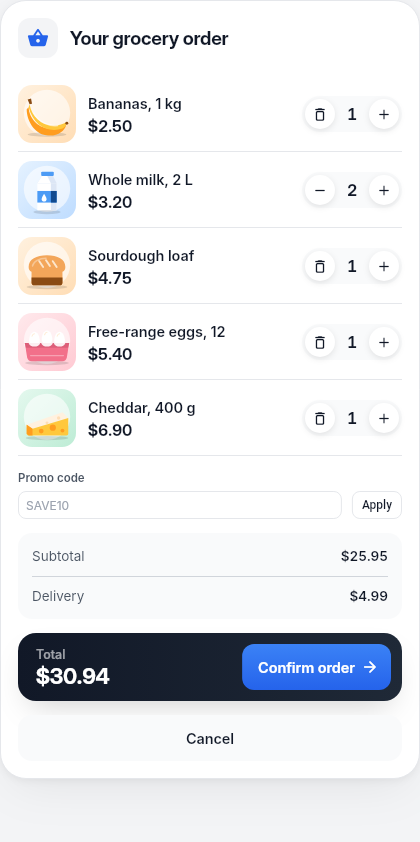 Your grocery order
Bananas, 1 kg
$2.50
1
Whole milk, 2 L
$3.20
2
Sourdough loaf
$4.75
1
Free-range eggs, 12
$5.40
1
Cheddar, 400 g
$6.90
1
Promo code
SAVE10
Apply
Subtotal $25.95
Delivery $4.99
Total
$30.94
Confirm order
Cancel